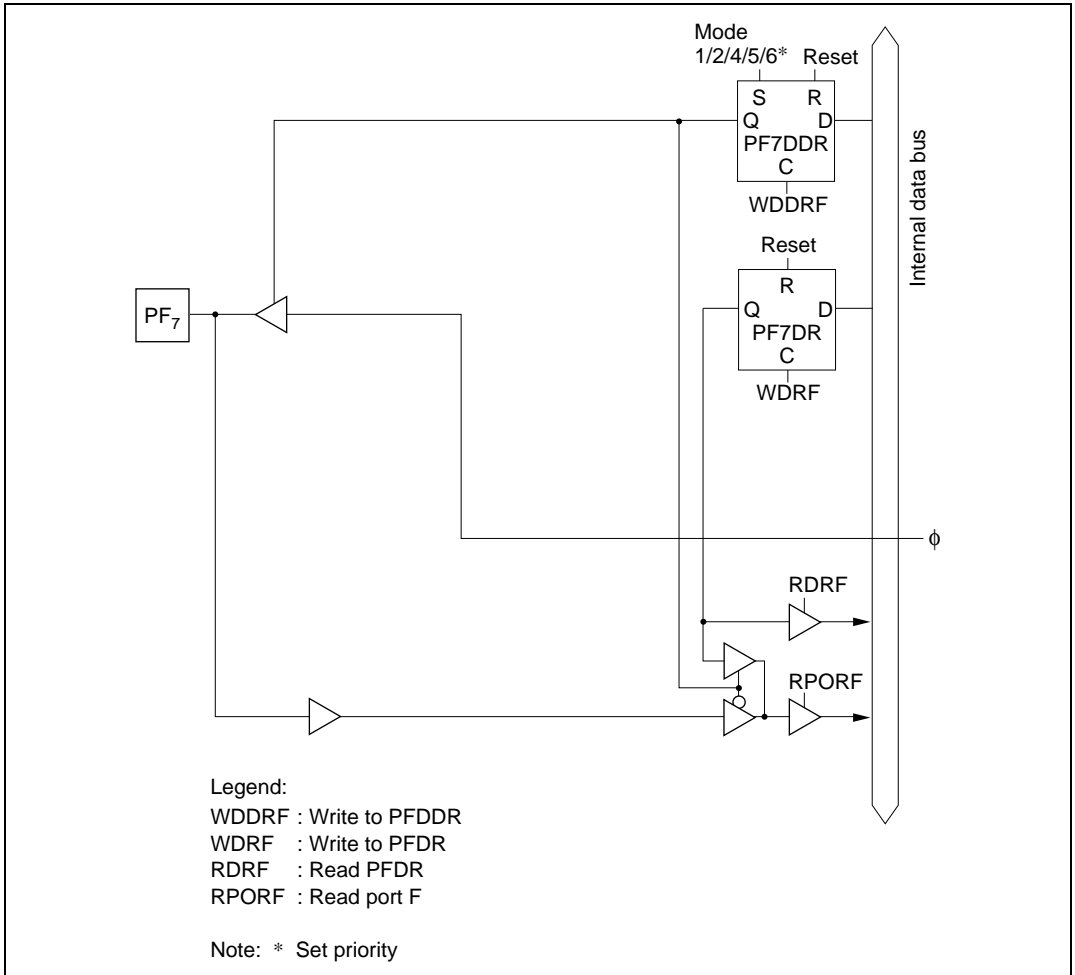 Mode
1/2/4/5/6* Reset
S R
Q D
PF7DDR
C
WDDRF
Internal data bus
Reset
R
Q D
PF7DR
C
WDRF
PF7
ϕ
RDRF
RPORF
Legend:
WDDRF : Write to PFDDR
WDRF : Write to PFDR
RDRF : Read PFDR
RPORF : Read port F
Note: * Set priority